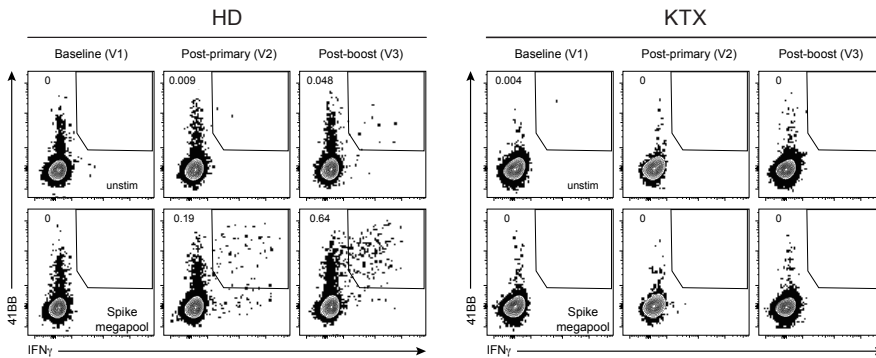 HD KTX
Baseline (V1) Post-primary (V2) Post-boost (V3) Baseline (V1) Post-primary (V2) Post-boost (V3)
0 0.009 0.048 0.004 0 0
unstim unstim
0 0.19 0.64 0 0 0
Spike
megapool
Spike
megapool
41BB 41BB
IFNγ IFNγ